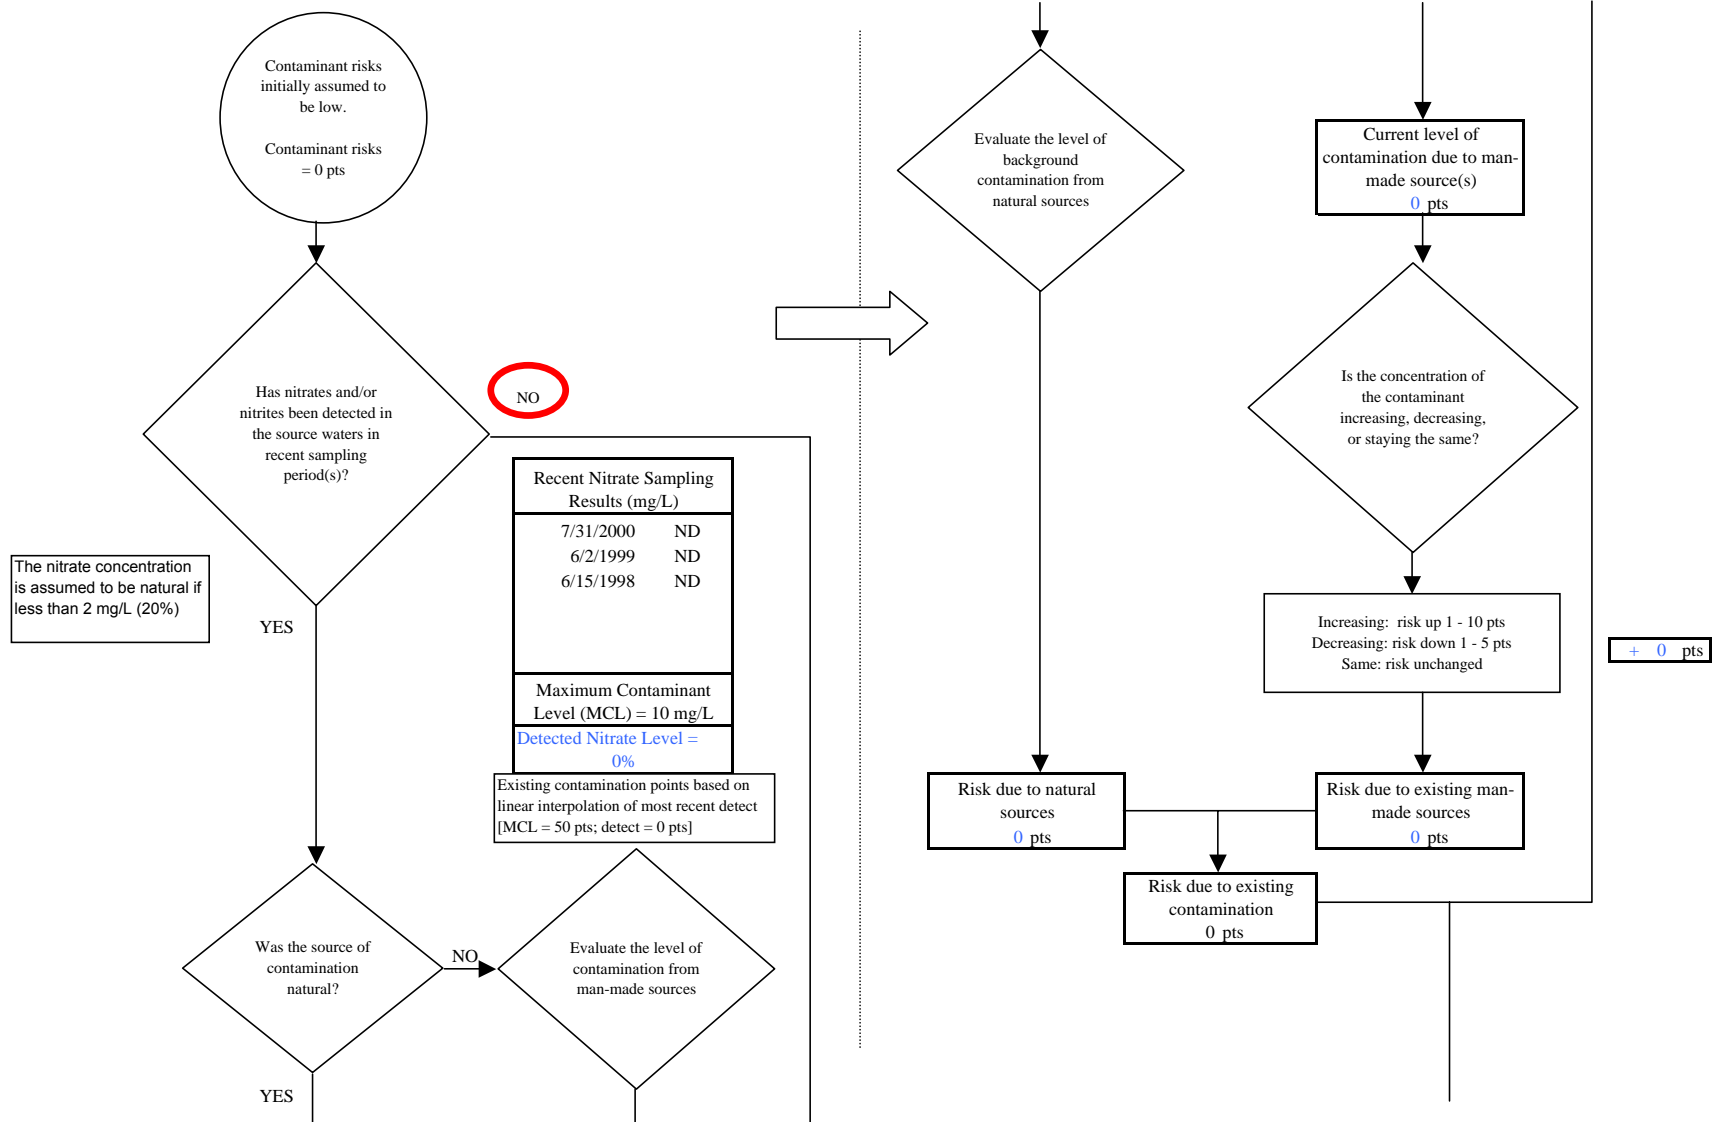 Contaminant risks
initially assumed to
be low.
Contaminant risks
= 0 pts
Has nitrates and/or
nitrites been detected in
the source waters in
recent sampling
period(s)?
NO
Recent Nitrate Sampling
Results (mg/L)
7/31/2000 ND
6/2/1999 ND
6/15/1998 ND
Maximum Contaminant
Level (MCL) = 10 mg/L
Detected Nitrate Level =
0%
Existing contamination points based on
linear interpolation of most recent detect
[MCL = 50 pts; detect = 0 pts]
The nitrate concentration
is assumed to be natural if
less than 2 mg/L (20%)
YES
Was the source of
contamination
natural?
NO
Evaluate the level of
contamination from
man-made sources
YES
Evaluate the level of
background
contamination from
natural sources
Current level of
contamination due to man-
made source(s)
0 pts
Is the concentration of
the contaminant
increasing, decreasing,
or staying the same?
Increasing: risk up 1 - 10 pts
Decreasing: risk down 1 - 5 pts
Same: risk unchanged
+ 0 pts
Risk due to natural
sources
0 pts
Risk due to existing man-
made sources
0 pts
Risk due to existing
contamination
0 pts